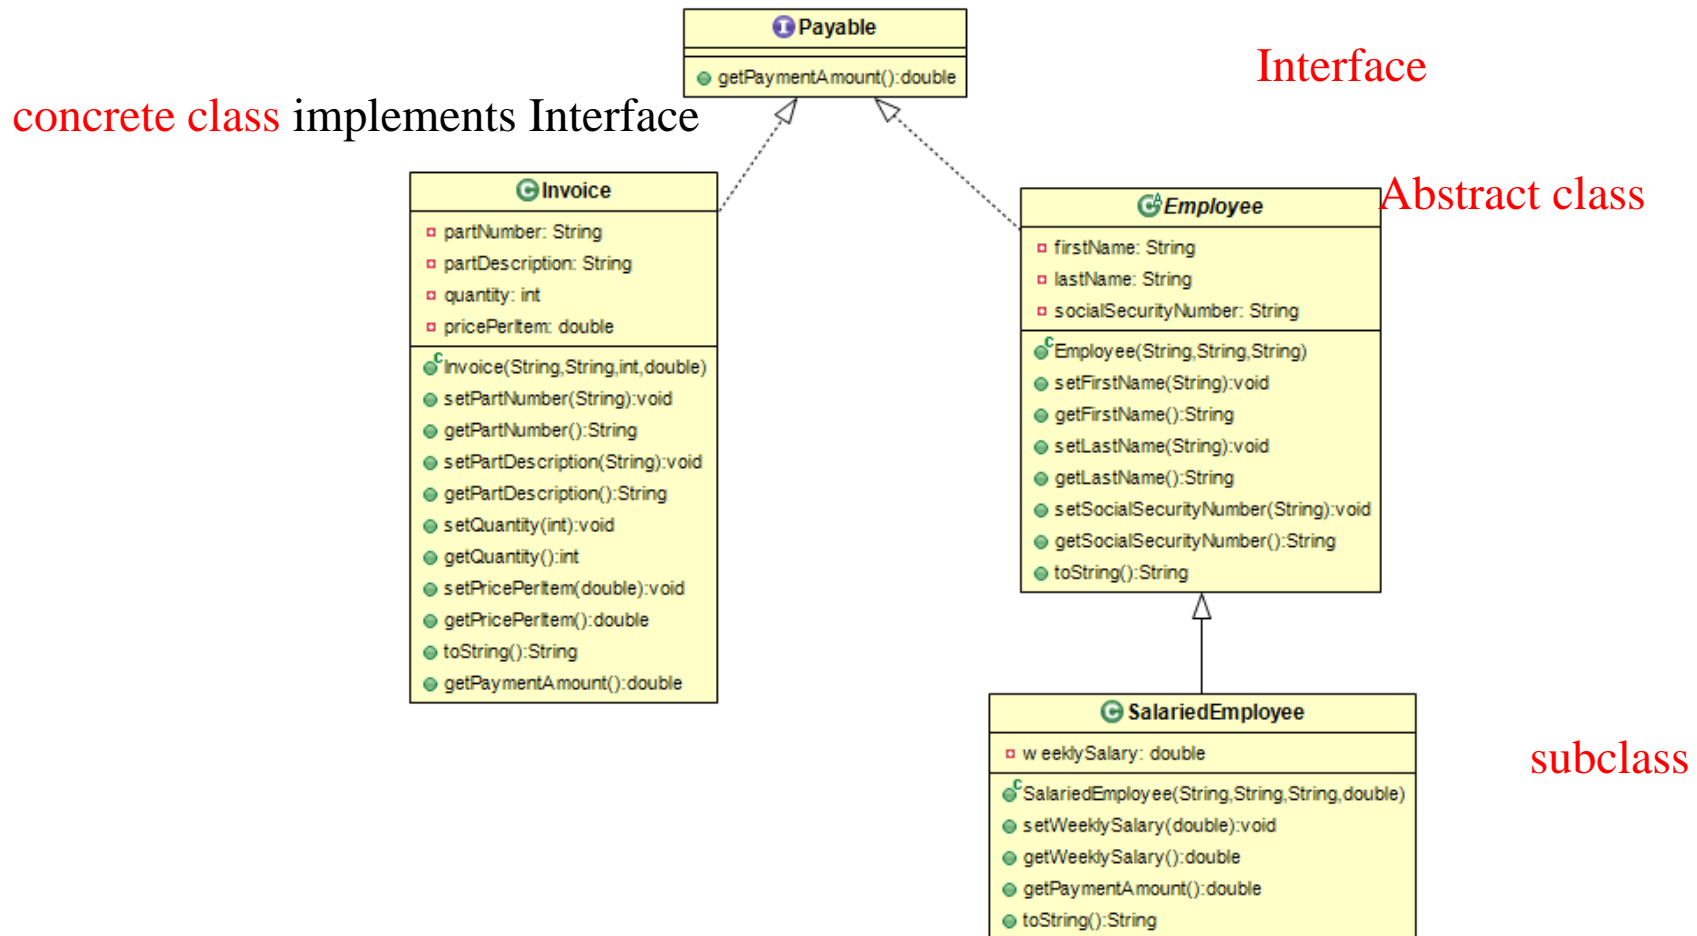 Payable
getPaymentAmount():double
Interface
concrete class implements Interface
Invoice
partNumber: String
partDescription: String
quantity: int
pricePerItem: double
Invoice(String,String,int,double)
setPartNumber(String):void
getPartNumber():String
setPartDescription(String):void
getPartDescription():String
setQuantity(int):void
getQuantity():int
setPricePerItem(double):void
getPricePerItem():double
toString():String
getPaymentAmount():double
Employee
Abstract class
firstName: String
lastName: String
socialSecurityNumber: String
Employee(String,String,String)
setFirstName(String):void
getFirstName():String
setLastName(String):void
getLastName():String
setSocialSecurityNumber(String):void
getSocialSecurityNumber():String
toString():String
SalariedEmployee
weeklySalary: double
subclass
SalariedEmployee(String,String,String,double)
setWeeklySalary(double):void
getWeeklySalary():double
getPaymentAmount():double
toString():String